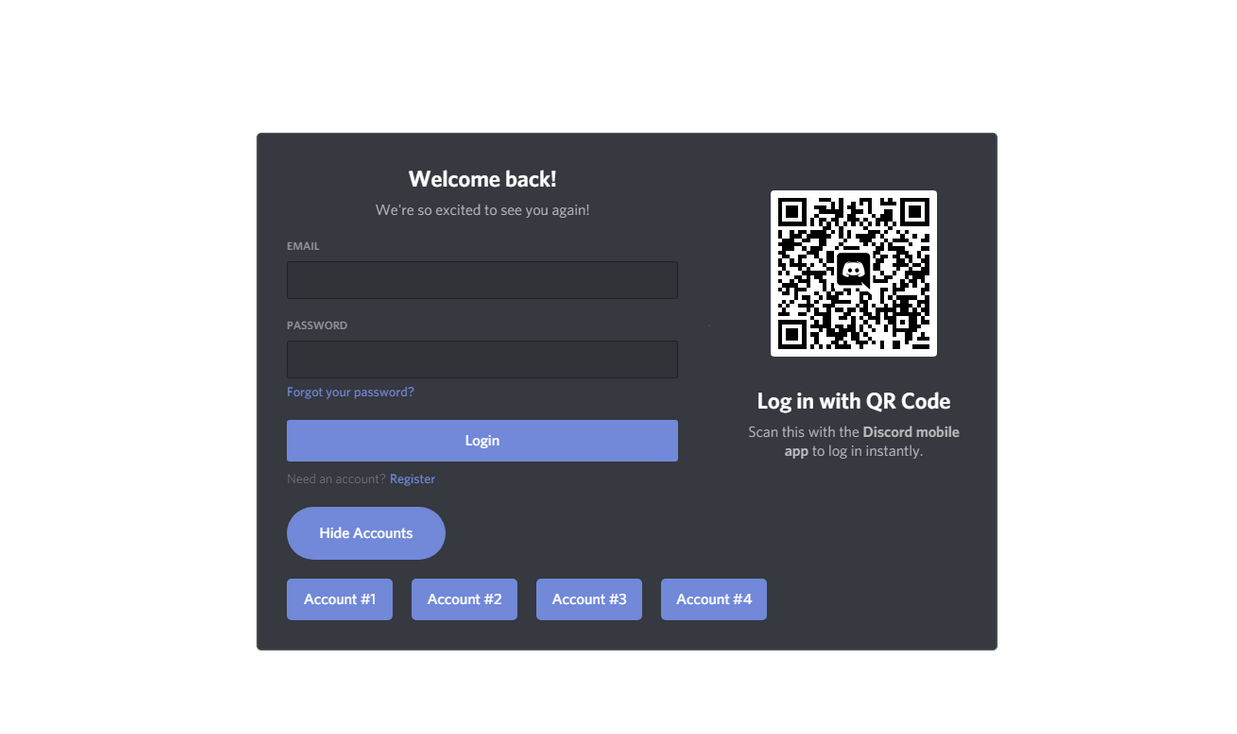 Welcome back!
We're so excited to see you again!
EMAIL
PASSWORD
Forgot your password?
Login
Need an account? Register
Hide Accounts
Account #1
Account #2
Account #3
Account #4
Log in with QR Code
Scan this with the Discord mobile
app to log in instantly.